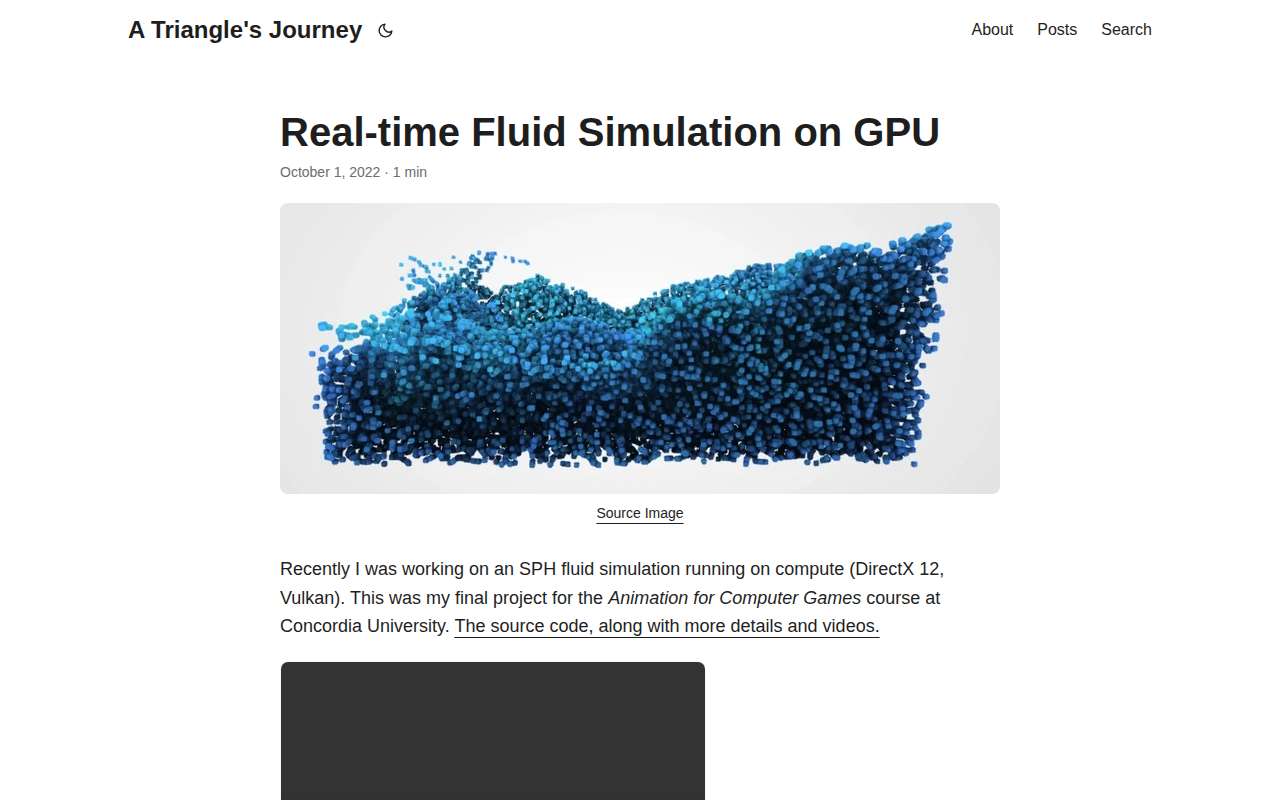 A Triangle's Journey
About Posts Search
Real-time Fluid Simulation on GPU
October 1, 2022 · 1 min
Source Image
Recently I was working on an SPH fluid simulation running on compute (DirectX 12,
Vulkan). This was my final project for the Animation for Computer Games course at
Concordia University. The source code, along with more details and videos.